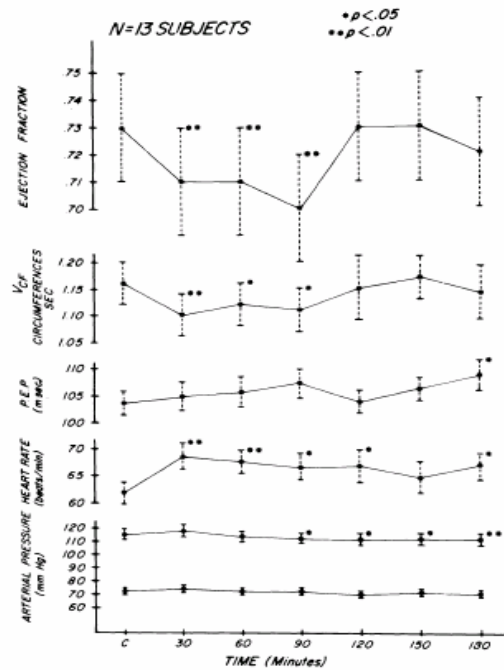 N=13 SUBJECTS
•p<.05
••p<.01
EJECTION FRACTION
.75
.74
.73
.72
.71
.70
VCF
CIRCUMFERENCES
SEC
1.20
1.15
1.10
1.05
P.E.P.
(msec)
110
105
100
HEART RATE
(beats/min)
70
65
60
ARTERIAL PRESSURE
(mm Hg)
120
110
90
80
70
60
C 30 60 90 120 150 180
TIME (Minutes)